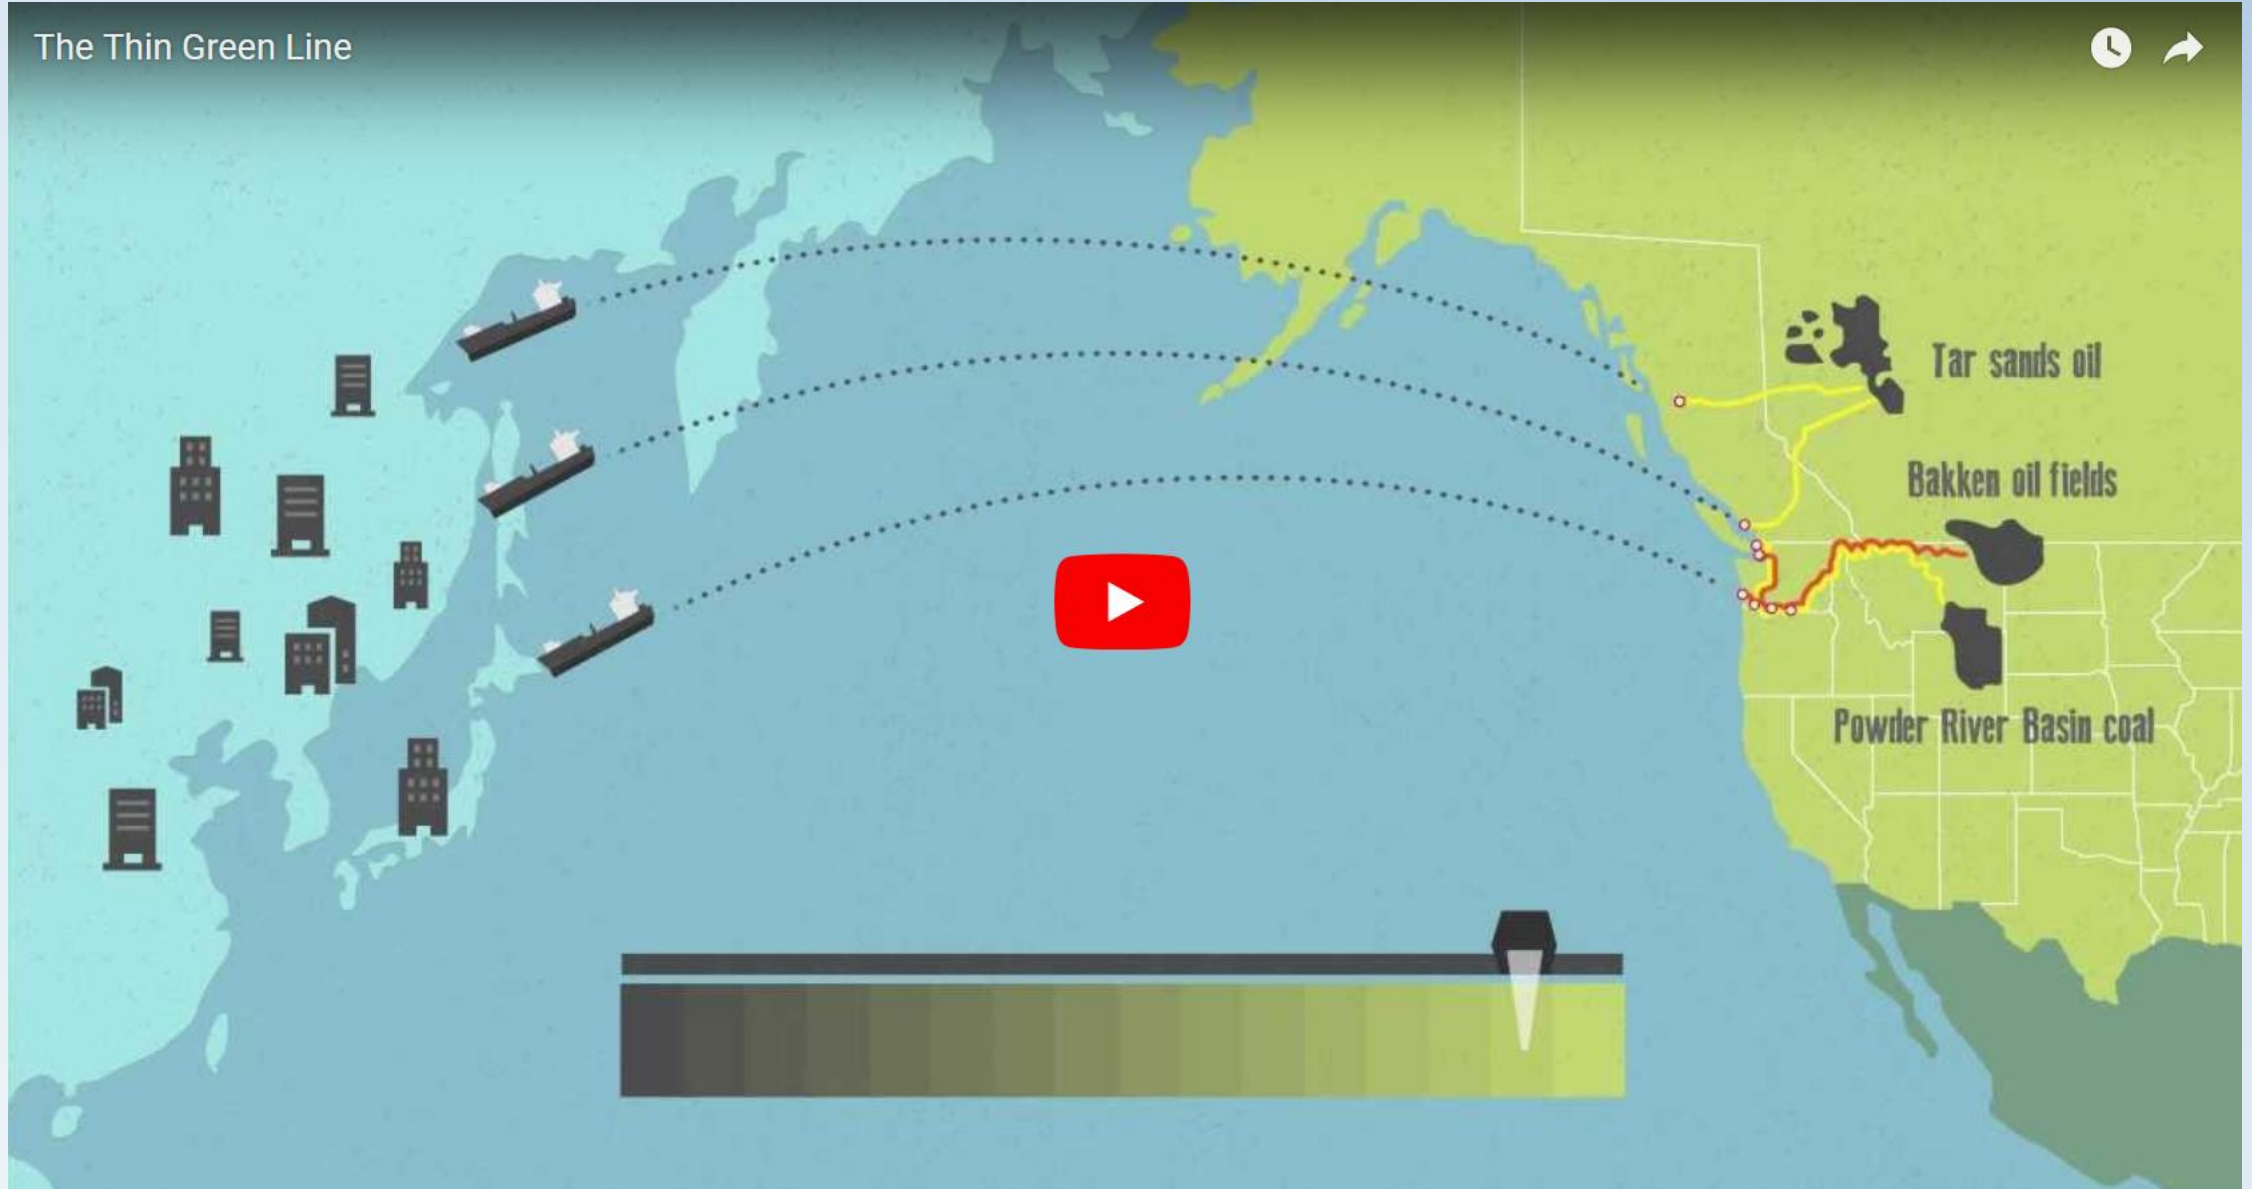 The Thin Green Line
Tar sands oil
Bakken oil fields
Powder River Basin coal